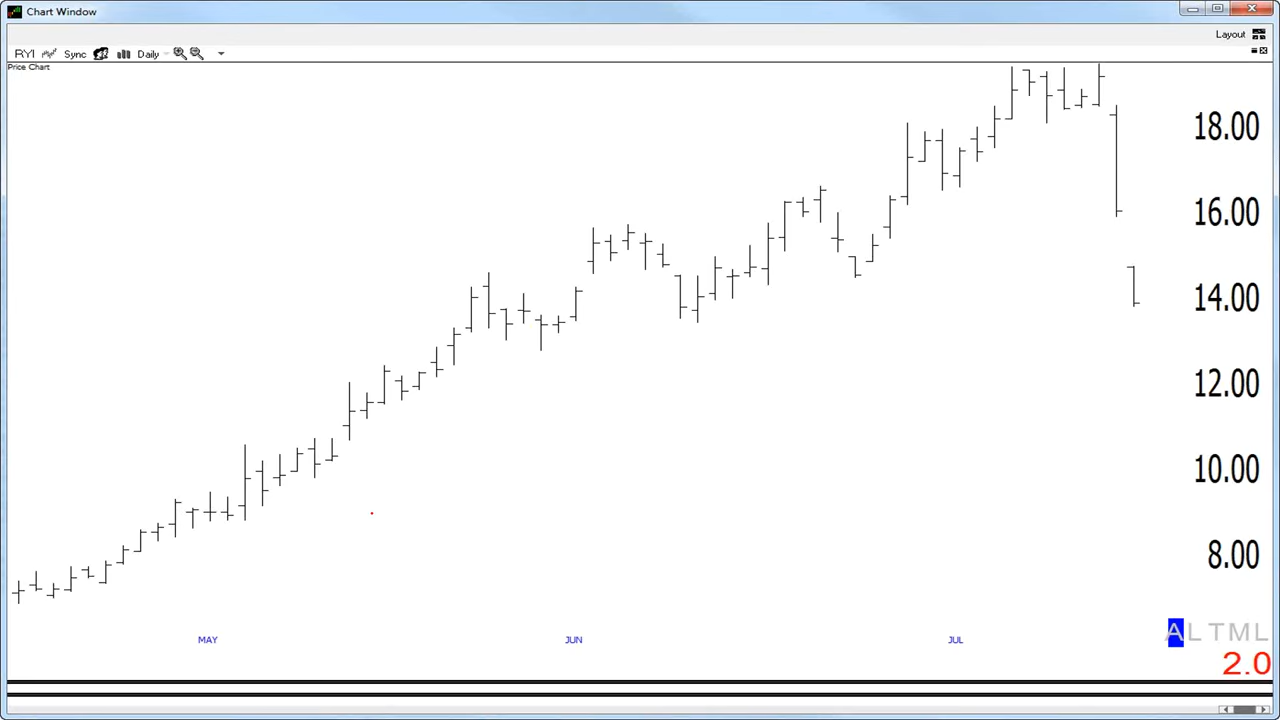 Chart Window
Layout
RYI Sync Daily
Price Chart
18.00
16.00
14.00
12.00
10.00
8.00
MAY JUN JUL
ALTML
2.0